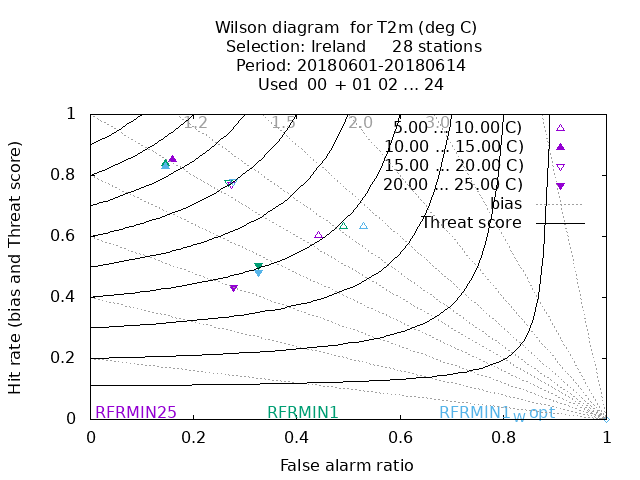 Wilson diagram  for T2m (deg C)
Selection: Ireland     28 stations
Period: 20180601-20180614
Used  00  + 01 02 ... 24
Hit rate (bias and Threat score)
1
0.8
0.6
0.4
0.2
0
1.2
1.5
2.0
3.0
5.00 ... 10.00 C)
10.00 ... 15.00 C)
15.00 ... 20.00 C)
20.00 ... 25.00 C)
bias
Threat score
RFRMIN25
RFRMIN1
RFRMIN1_w opt
0
0.2
0.4
0.6
0.8
1
False alarm ratio